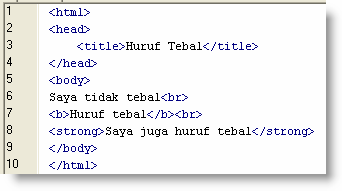 1 <html>
2 <head>
3 <title>Huruf Tebal</title>
4 </head>
5 <body>
6 Saya tidak tebal<br>
7 <b>Huruf tebal</b><br>
8 <strong>Saya juga huruf tebal</strong>
9 </body>
10 </html>